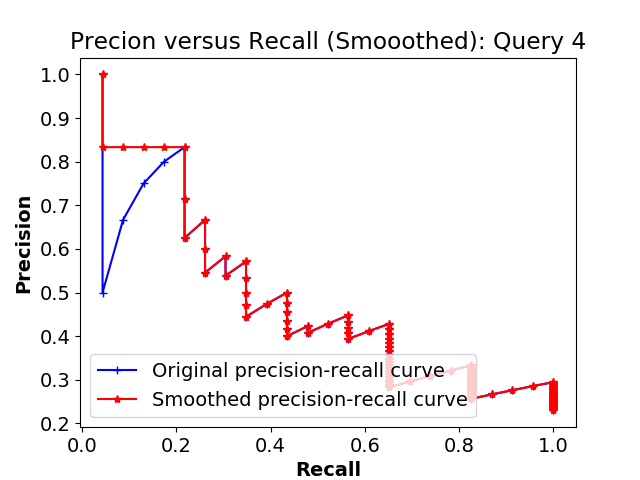 Precion versus Recall (Smooothed): Query 4
1.0
0.9
0.8
0.7
0.6
0.5
0.4
0.3
0.2
Precision
Original precision-recall curve
Smoothed precision-recall curve
0.0 0.2 0.4 0.6 0.8 1.0
Recall